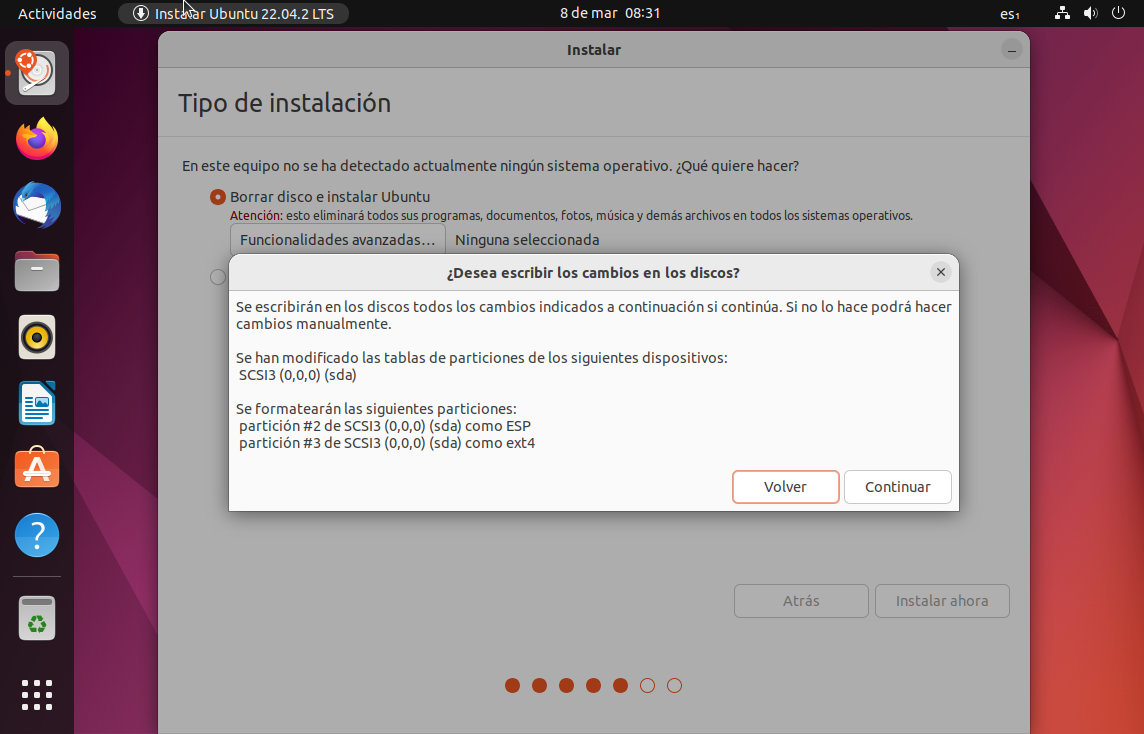 Actividades
Instalar Ubuntu 22.04.2 LTS
8 de mar 08:31
es₁
Instalar
Tipo de instalación
En este equipo no se ha detectado actualmente ningún sistema operativo. ¿Qué quiere hacer?
Borrar disco e instalar Ubuntu
Atención: esto eliminará todos sus programas, documentos, fotos, música y demás archivos en todos los sistemas operativos.
Funcionalidades avanzadas...
Ninguna seleccionada
¿Desea escribir los cambios en los discos?
Se escribirán en los discos todos los cambios indicados a continuación si continúa. Si no lo hace podrá hacer
cambios manualmente.
Se han modificado las tablas de particiones de los siguientes dispositivos:
SCSI3 (0,0,0) (sda)
Se formatearán las siguientes particiones:
partición #2 de SCSI3 (0,0,0) (sda) como ESP
partición #3 de SCSI3 (0,0,0) (sda) como ext4
Volver
Continuar
Atrás
Instalar ahora